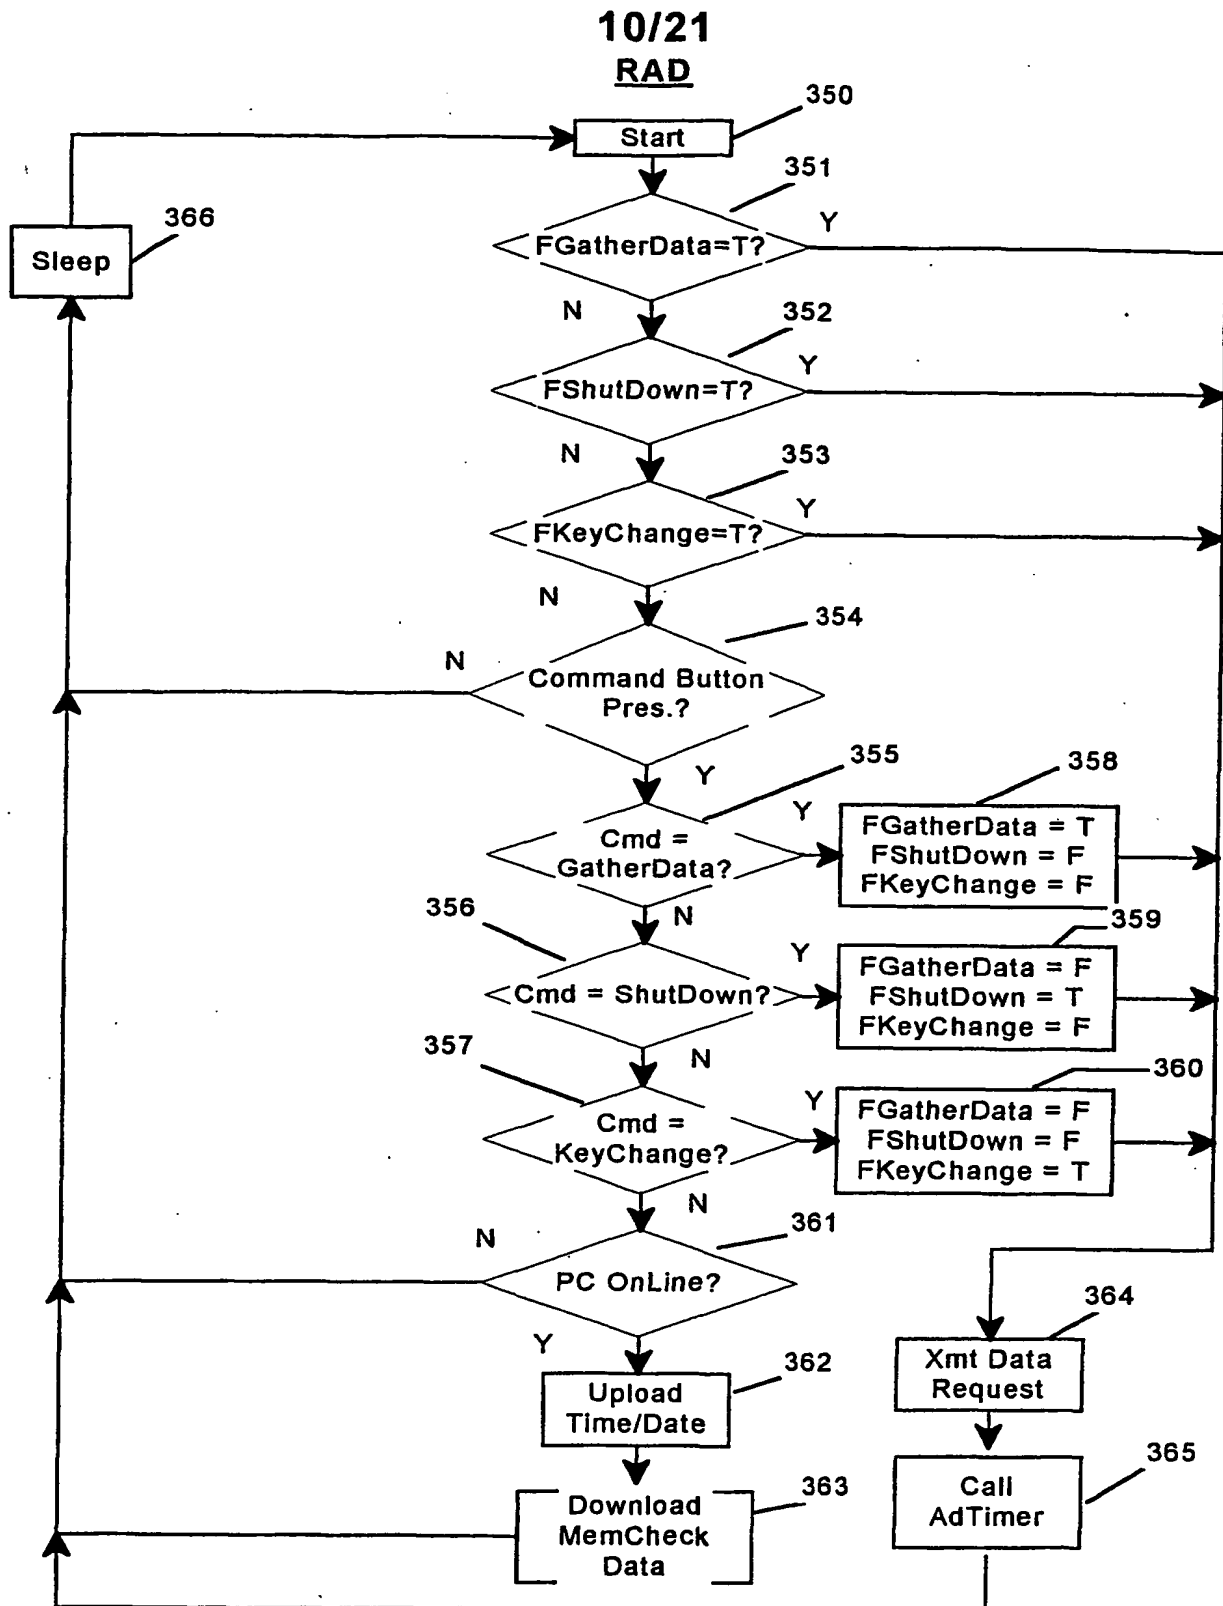 10/21
RAD
350
Start
351
FGatherData=T?
Y
366
Sleep
N
352
FShutDown=T?
Y
N
353
FKeyChange=T?
Y
N
354
N
Command Button
Pres.?
Y
355
Cmd =
GatherData?
Y
358
FGatherData = T
FShutDown = F
FKeyChange = F
N
356
Cmd = ShutDown?
Y
359
FGatherData = F
FShutDown = T
FKeyChange = F
N
357
Cmd =
KeyChange?
Y
360
FGatherData = F
FShutDown = F
FKeyChange = T
N
361
N
PC OnLine?
Y
362
Upload
Time/Date
363
Download
MemCheck
Data
364
Xmt Data
Request
365
Call
AdTimer